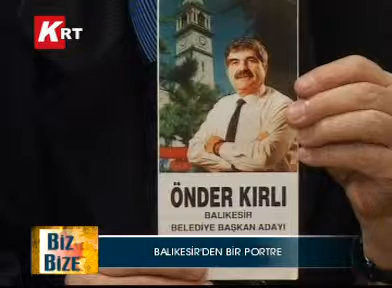 KRT
ÖNDER KIRLI
BALIKESİR
BELEDİYE BAŞKAN ADAYI
BİZ
BİZE
BALIKESİR'DEN BİR PORTRE